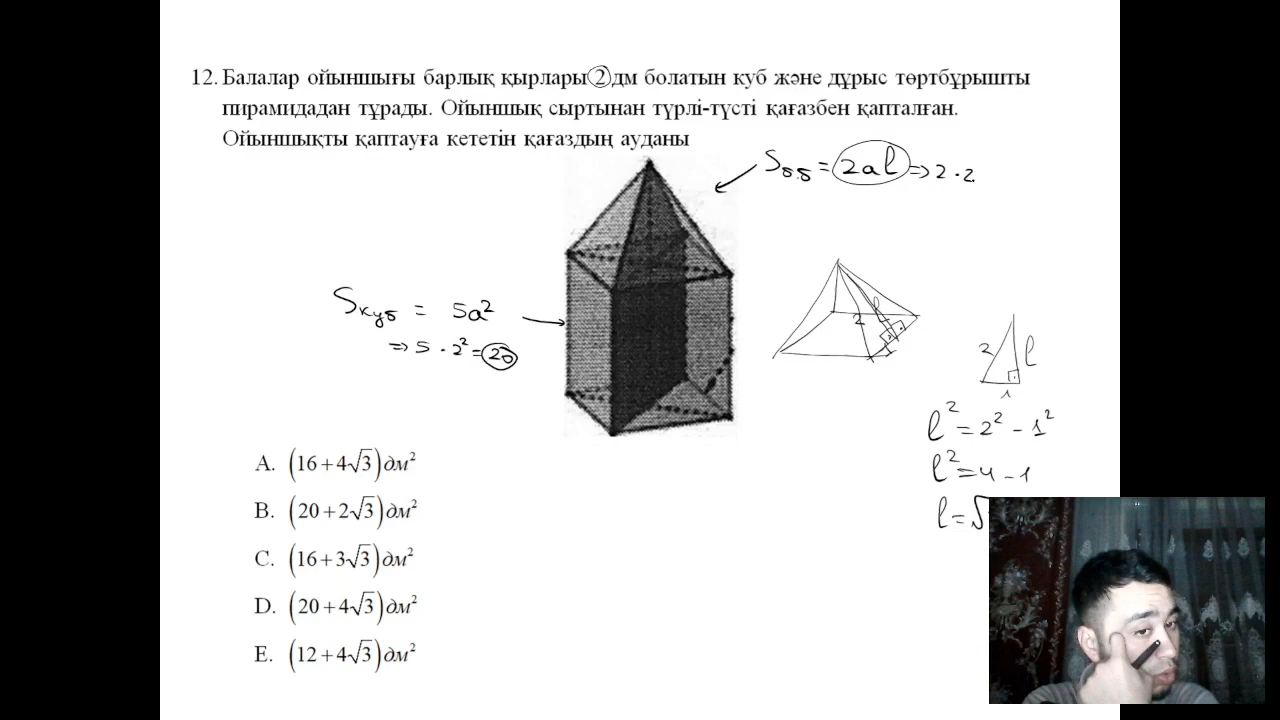 12. Балалар ойыншығы барлық қырлары 2 дм болатын куб және дұрыс төртбұрышты
пирамидадан тұрады. Ойыншық сыртынан түрлі-түсті қағазбен қапталған.
Ойыншықты қаптауға кететін қағаздың ауданы
Sбб = 2al => 2·2
Sкуб = 5a²
=> 5·2² = 20
2
l
1
2
l
1
l² = 2² - 1²
l² = 4 - 1
l = √
A. (16+4√3) дм²
B. (20+2√3) дм²
C. (16+3√3) дм²
D. (20+4√3) дм²
E. (12+4√3) дм²